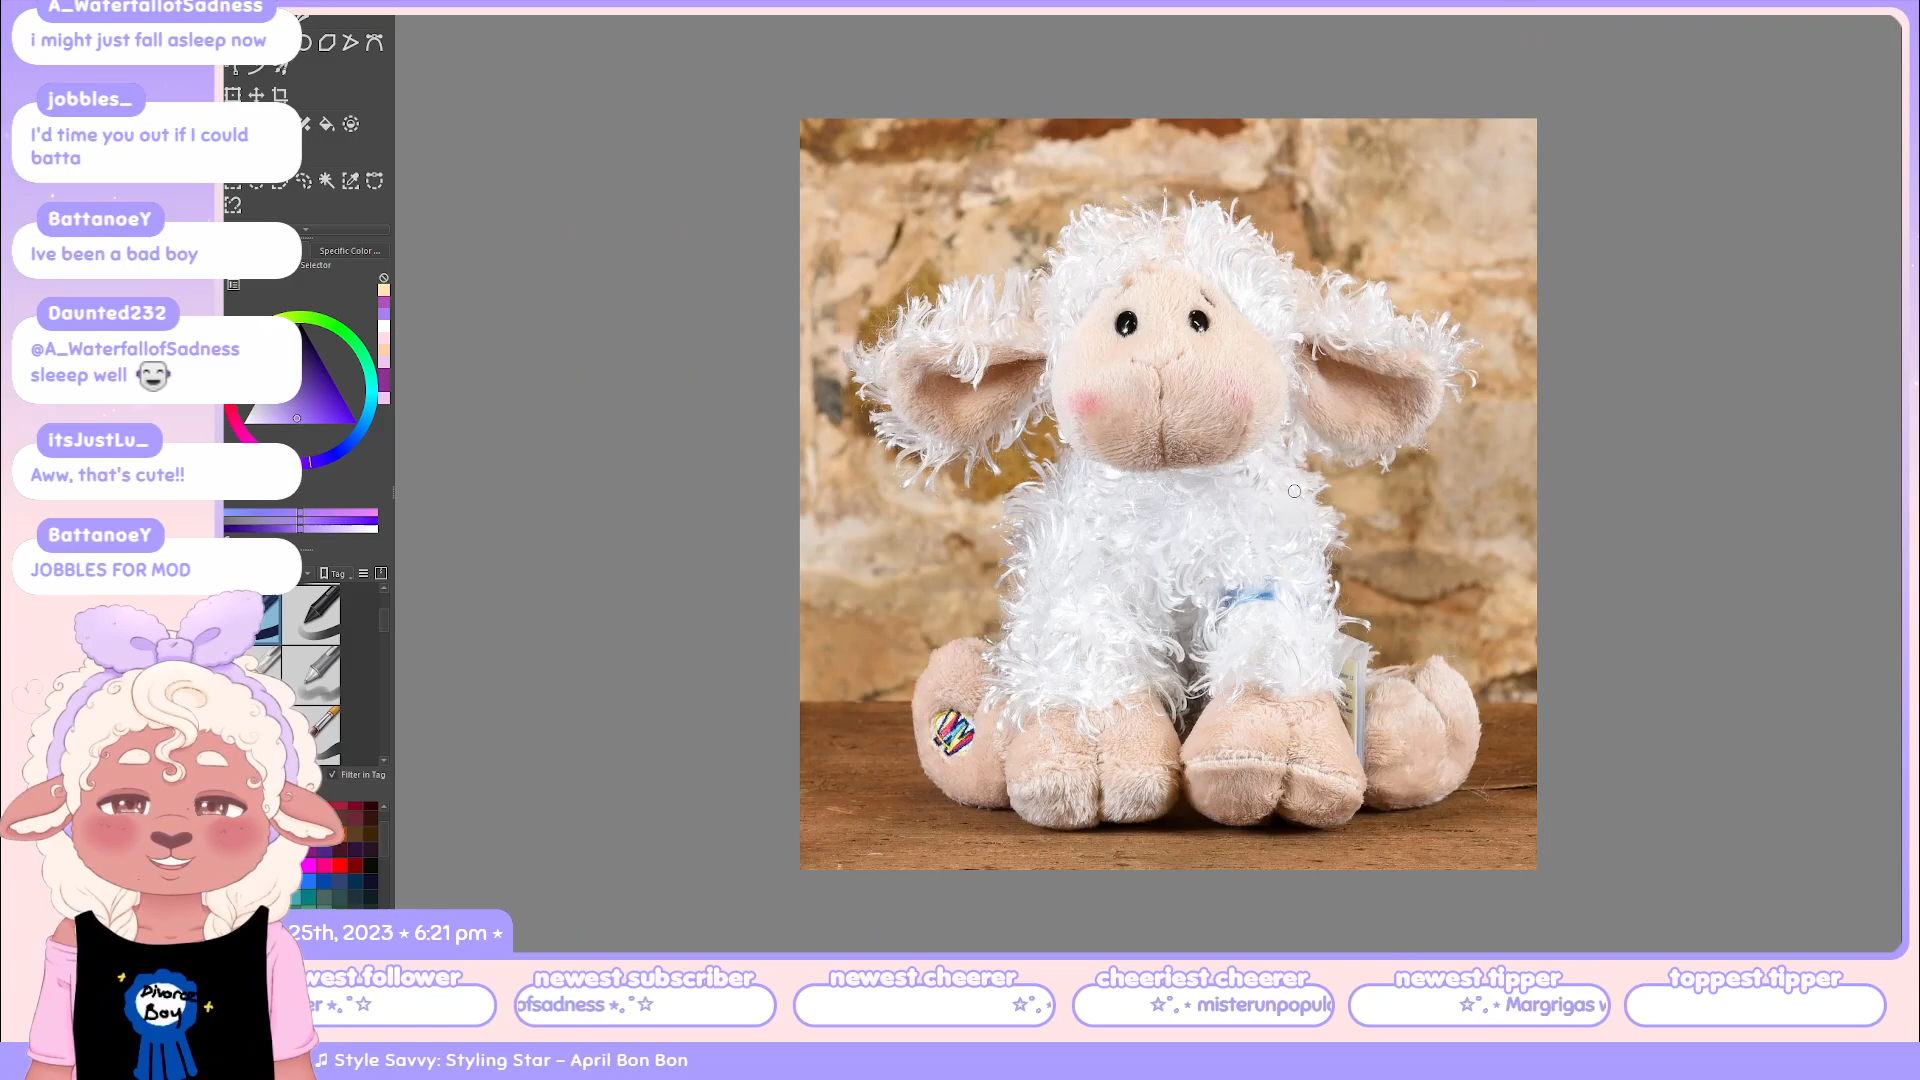 A_WaterfallofSadness
i might just fall asleep now
jobbles_
I'd time you out if I could
batta
BattanoeY
Ive been a bad boy
Daunted232
@A_WaterfallofSadness
sleeep well
itsJustLu_
Aww, that's cute!!
BattanoeY
JOBBLES FOR MOD
Specific Color ...
Selector
Tag
Filter in Tag
Divorce
Boy
25th, 2023 ⋆ 6:21 pm ⋆
west follower
newest subscriber
newest cheerer
cheeriest cheerer
newest tipper
toppest tipper
er ⋆｡˚☆
ofsadness ⋆｡˚☆
☆˚｡⋆
☆˚｡⋆ misterunpopul
☆˚｡⋆ Margrigas
♫ Style Savvy: Styling Star - April Bon Bon